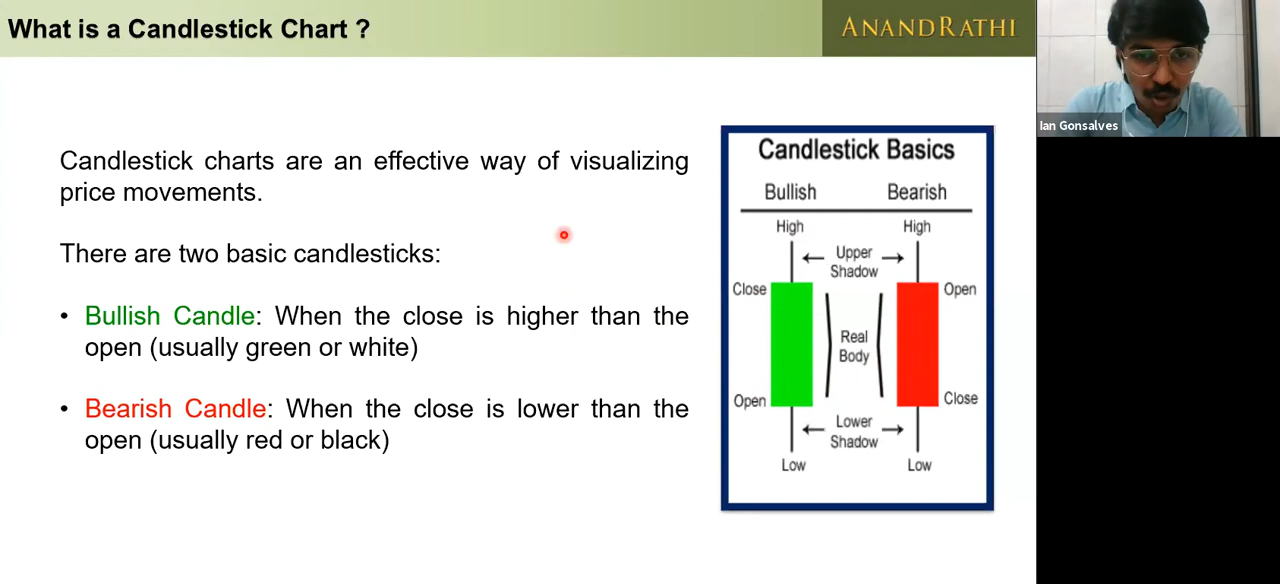 What is a Candlestick Chart ?
ANANDRATHI
Ian Gonsalves
Candlestick charts are an effective way of visualizing
price movements.
There are two basic candlesticks:
• Bullish Candle: When the close is higher than the
open (usually green or white)
• Bearish Candle: When the close is lower than the
open (usually red or black)
Candlestick Basics
Bullish Bearish
High High
Upper
Shadow
Close Open
Real
Body
Open Close
Lower
Shadow
Low Low